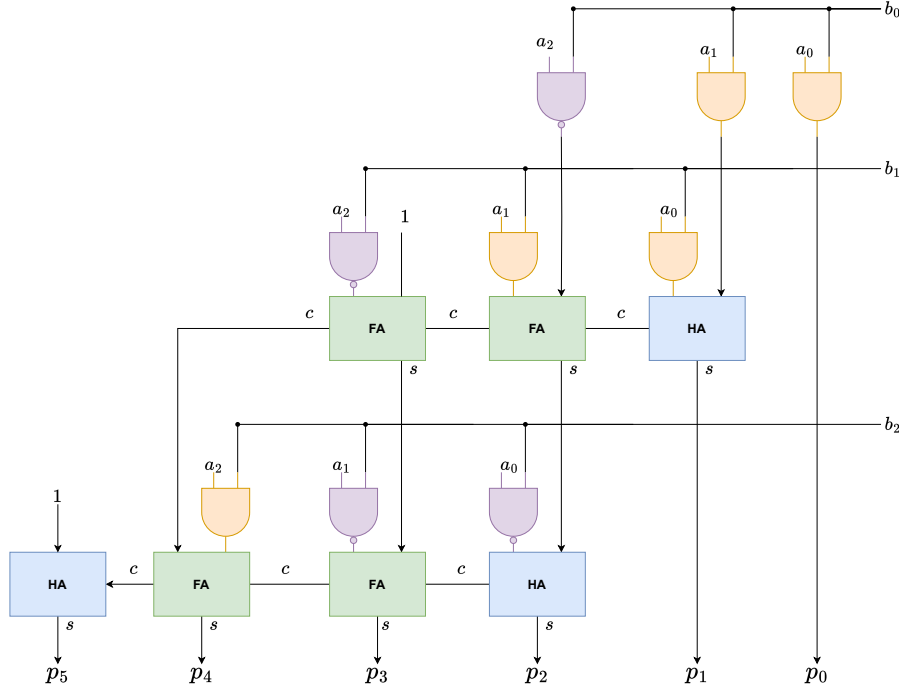 b₀
a₂ a₁ a₀
b₁
a₂ 1 a₁ a₀
c FA c FA c HA
s s s
b₂
a₂ a₁ a₀
1
HA c FA c FA c HA
s s s s
p₅ p₄ p₃ p₂ p₁ p₀